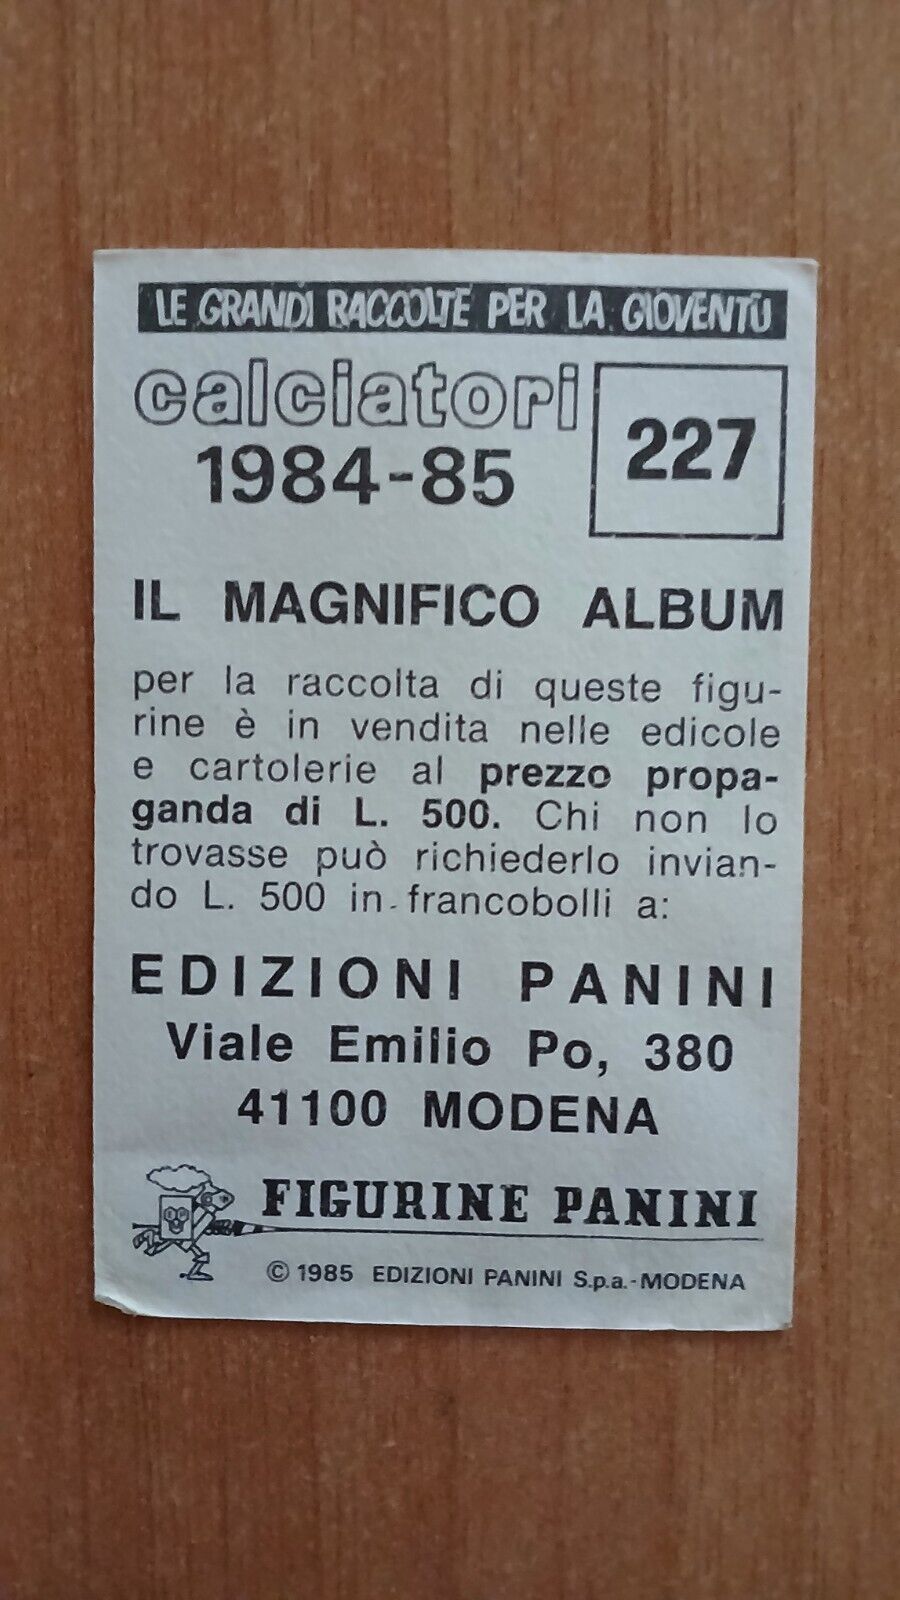 LE GRANDI RACCOLTE PER LA GIOVENTÙ
calciatori
1984-85
227
IL MAGNIFICO ALBUM
per la raccolta di queste figu-
rine è in vendita nelle edicole
e cartolerie al prezzo propa-
ganda di L. 500. Chi non lo
trovasse può richiederlo invian-
do L. 500 in francobolli a:
EDIZIONI PANINI
Viale Emilio Po, 380
41100 MODENA
FIGURINE PANINI
© 1985 EDIZIONI PANINI S.p.a.-MODENA